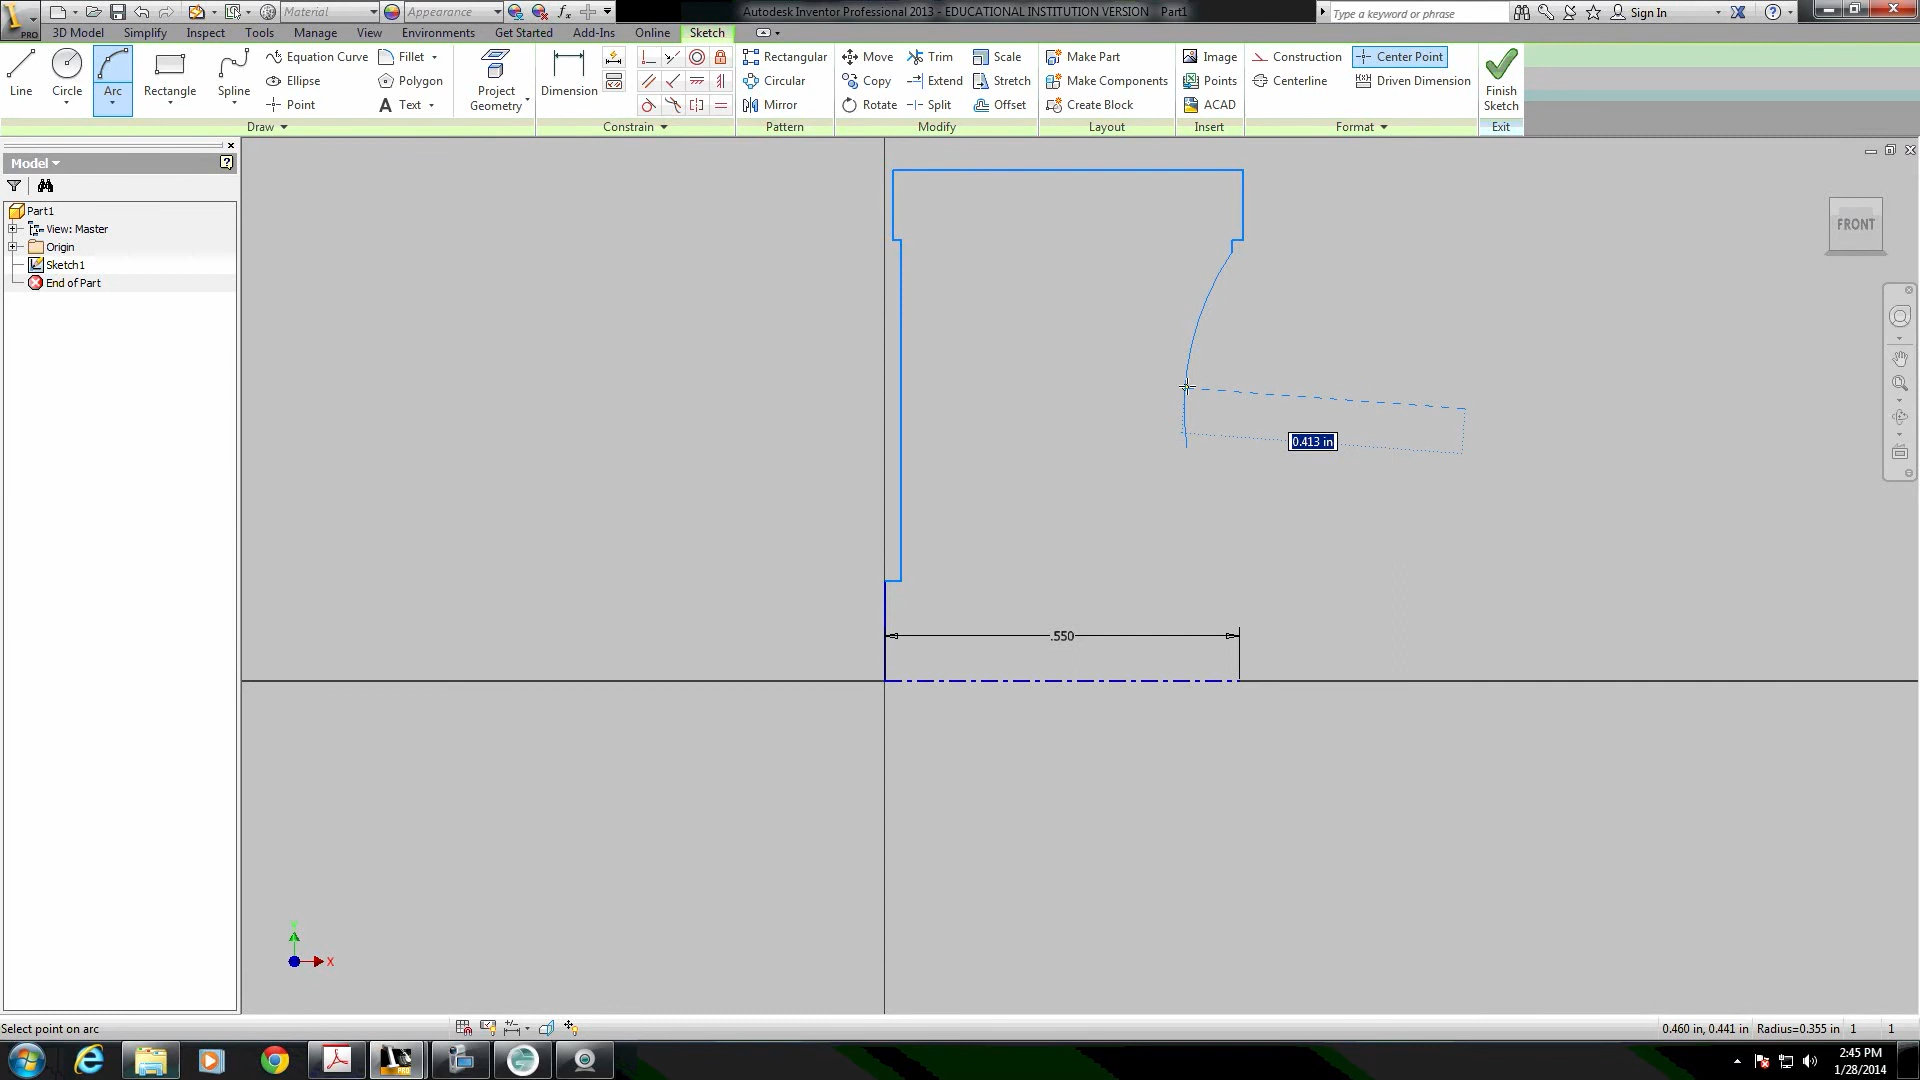 Material
Appearance
Autodesk Inventor Professional 2013 - EDUCATIONAL INSTITUTION VERSION Part1
Type a keyword or phrase
Sign In
PRO
3D Model Simplify Inspect Tools Manage View Environments Get Started Add-Ins Online Sketch
Line
Circle
Arc
Rectangle
Spline
Equation Curve
Ellipse
Point
Fillet
Polygon
Text
Project Geometry
Dimension
Rectangular
Circular
Mirror
Move
Copy
Rotate
Trim
Extend
Split
Scale
Stretch
Offset
Make Part
Make Components
Create Block
Image
Points
ACAD
Construction
Centerline
Center Point
Driven Dimension
Finish Sketch
Draw
Constrain
Pattern
Modify
Layout
Insert
Format
Exit
Model
Part1
View: Master
Origin
Sketch1
End of Part
FRONT
0.413 in
.550
X
Select point on arc
0.460 in, 0.441 in Radius=0.355 in 1 1
PRO
2:45 PM
1/28/2014